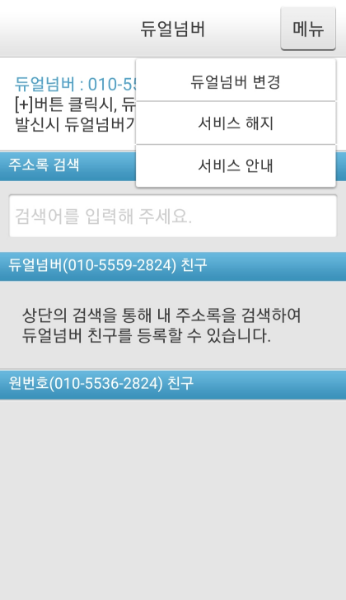 듀얼넘버
메뉴
듀얼넘버 : 010-55
[+]버튼 클릭시, 듀
발신시 듀얼넘버가
듀얼넘버 변경
서비스 해지
서비스 안내
주소록 검색
검색어를 입력해 주세요.
듀얼넘버(010-5559-2824) 친구
상단의 검색을 통해 내 주소록을 검색하여
듀얼넘버 친구를 등록할 수 있습니다.
원번호(010-5536-2824) 친구